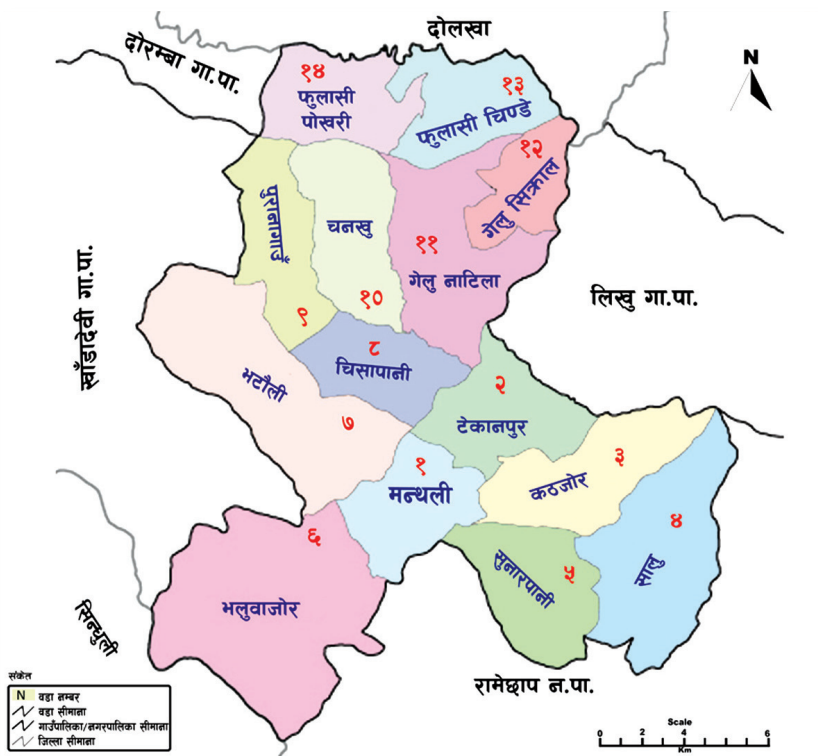 दोलखा
दोरम्बा गा.पा.
N
१४
फुलासी
पोखरी
१३
फुलासी चिण्डे
१२
गेलु सिक्राल
पुरानागाउँ
चनखु
११
गेलु नाटिला
१०
९
खाँडादेवी गा.पा.
लिखु गा.पा.
८
चिसापानी
भटौली
२
टेकानपुर
७
१
मन्थली
३
कठजोर
४
सालु
६
भलुवाजोर
सुनारपानी
५
सिन्धुली
रामेछाप न.पा.
संकेत
N वडा नम्बर
वडा सीमाना
गाउँपालिका/नगरपालिका सीमाना
जिल्ला सीमाना
Scale
0 2 4 6
Km